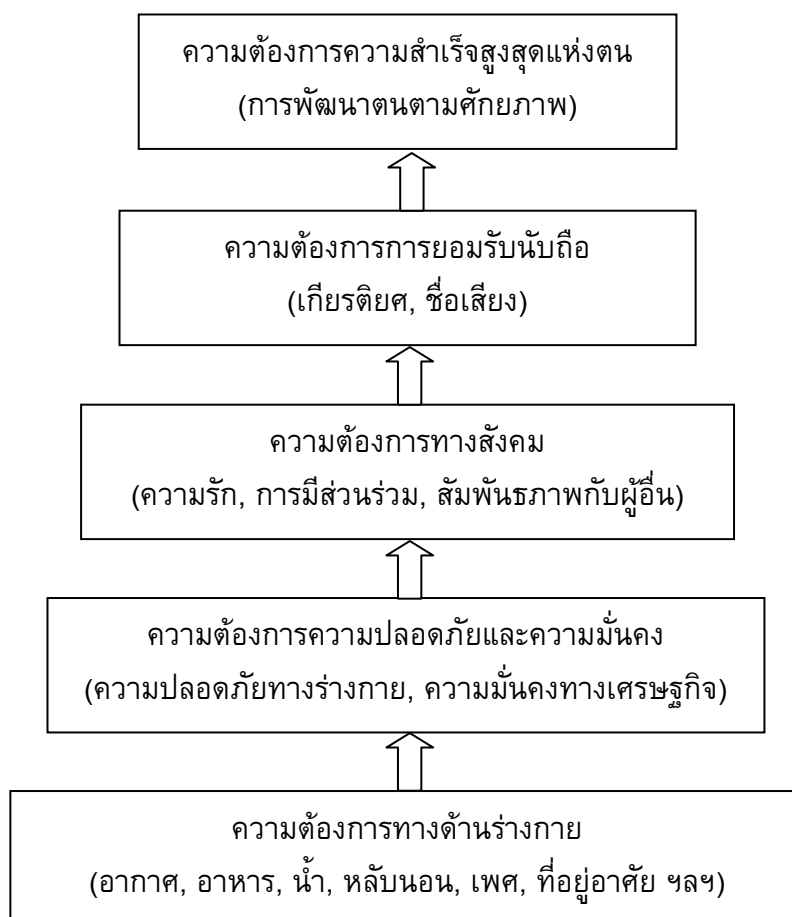 ความต้องการความสำเร็จสูงสุดแห่งตน
(การพัฒนาตนตามศักยภาพ)
ความต้องการการยอมรับนับถือ
(เกียรติยศ, ชื่อเสียง)
ความต้องการทางสังคม
(ความรัก, การมีส่วนร่วม, สัมพันธภาพกับผู้อื่น)
ความต้องการความปลอดภัยและความมั่นคง
(ความปลอดภัยทางร่างกาย, ความมั่นคงทางเศรษฐกิจ)
ความต้องการทางด้านร่างกาย
(อากาศ, อาหาร, น้ำ, หลับนอน, เพศ, ที่อยู่อาศัย ฯลฯ)